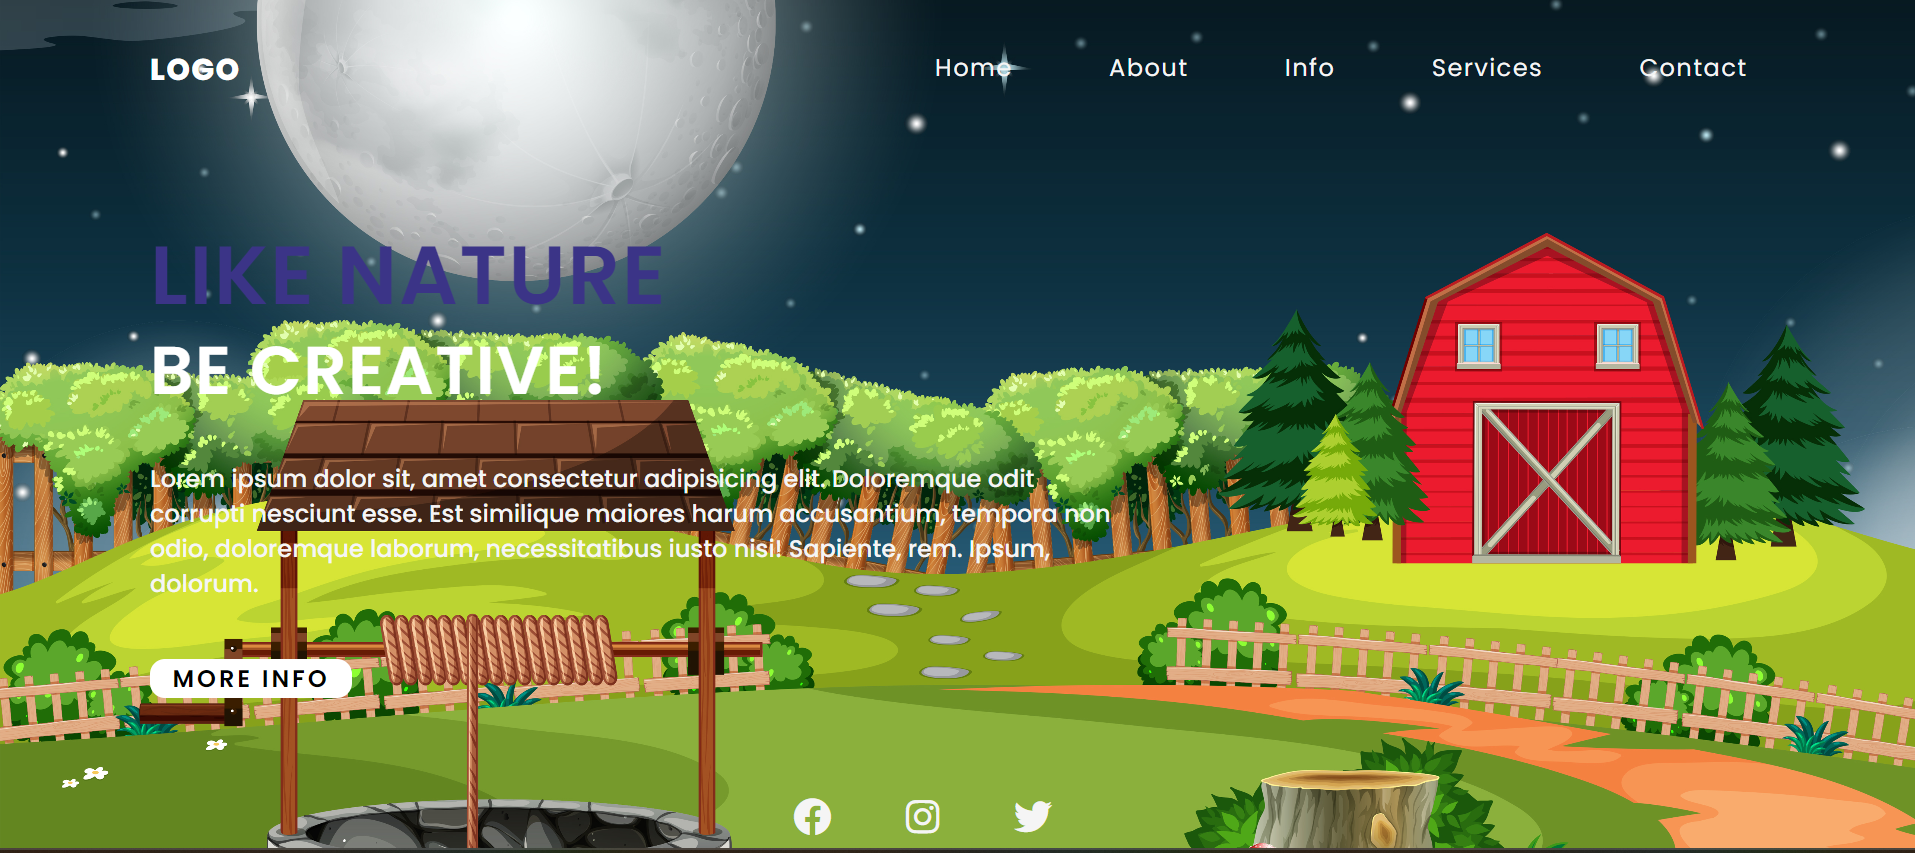 LOGO
Home About Info Services Contact
LIKE NATURE
BE CREATIVE!
Lorem ipsum dolor sit, amet consectetur adipisicing elit. Doloremque odit
corrupti nesciunt esse. Est similique maiores harum accusantium, tempora non
odio, doloremque laborum, necessitatibus iusto nisi! Sapiente, rem. Ipsum,
dolorum.
MORE INFO